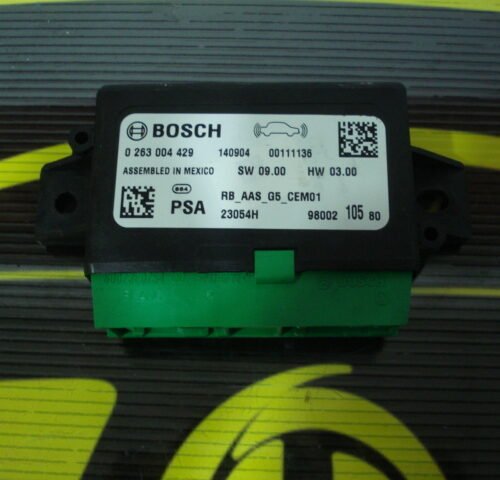 BOSCH
0 263 004 429 140904 00111136
ASSEMBLED IN MEXICO SW 09.00 HW 03.00
RB_AAS_G5_CEM01
PSA 23054H 98002 105 80
BOSCH